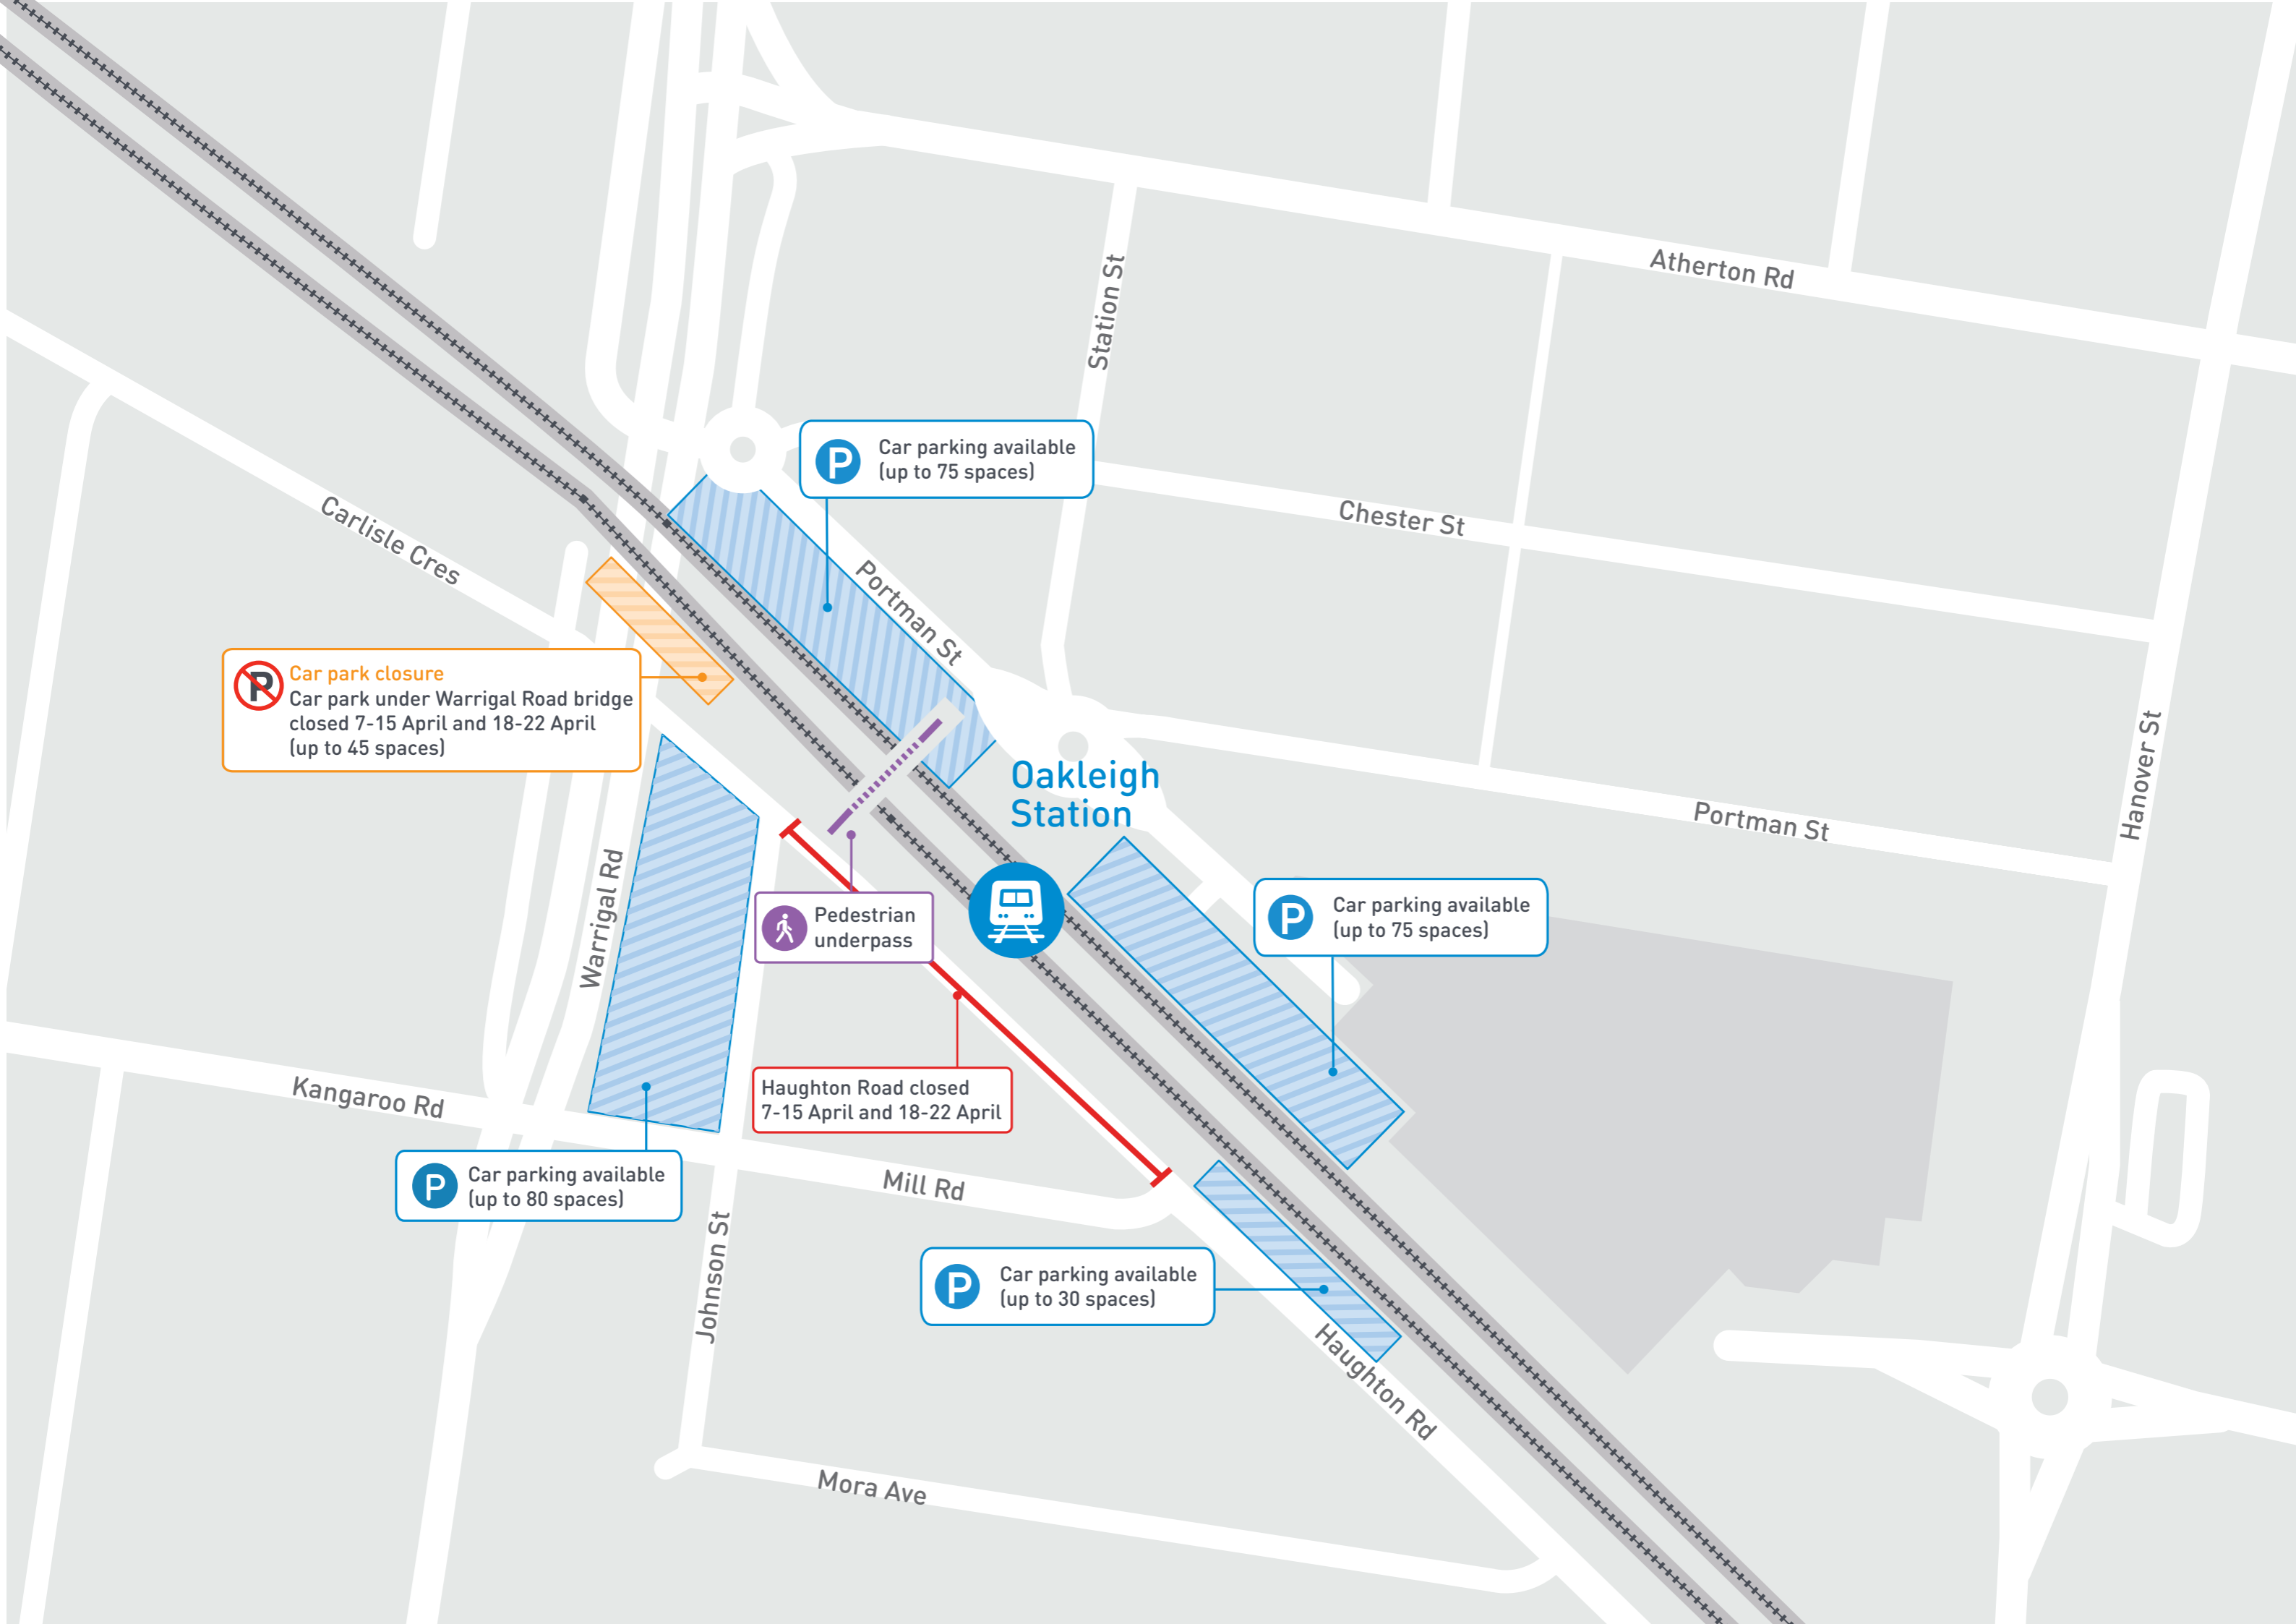 Atherton Rd
Station St
P
Car parking available
(up to 75 spaces)
Chester St
Carlisle Cres
Portman St
P
Car park closure
Car park under Warrigal Road bridge
closed 7-15 April and 18-22 April
(up to 45 spaces)
Oakleigh
Station
Portman St
Hanover St
Warrigal Rd
Pedestrian
underpass
P
Car parking available
(up to 75 spaces)
Haughton Road closed
7-15 April and 18-22 April
Kangaroo Rd
P
Car parking available
(up to 80 spaces)
Mill Rd
Johnson St
P
Car parking available
(up to 30 spaces)
Haughton Rd
Mora Ave